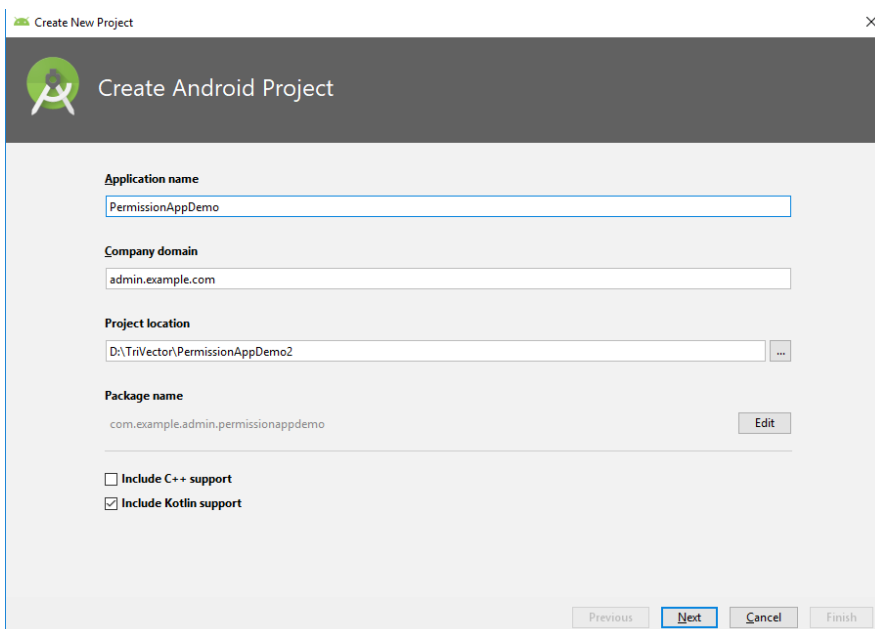 Create New Project
Create Android Project
Application name
PermissionAppDemo
Company domain
admin.example.com
Project location
D:\TriVector\PermissionAppDemo2
...
Package name
com.example.admin.permissionappdemo
Edit
Include C++ support
Include Kotlin support
Previous Next Cancel Finish